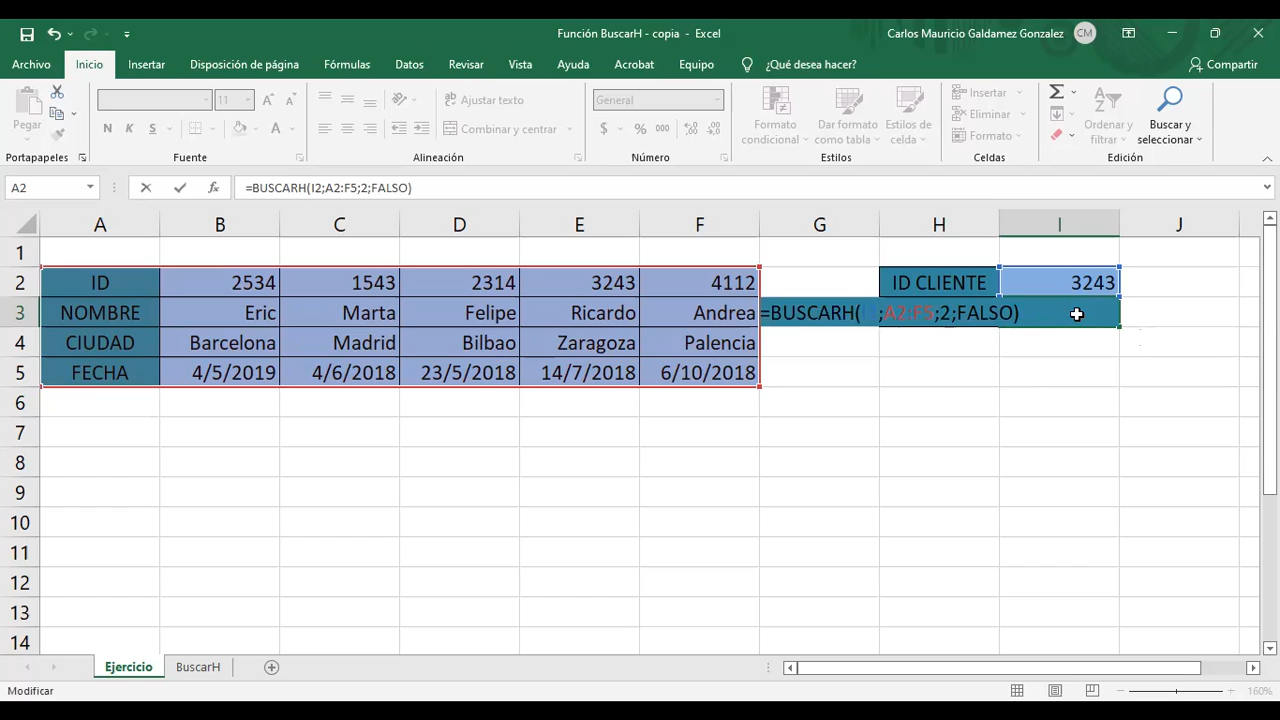 Función BuscarH - copia - Excel
Carlos Mauricio Galdamez Gonzalez CM
Archivo Inicio Insertar Disposición de página Fórmulas Datos Revisar Vista Ayuda Acrobat Equipo ¿Qué desea hacer? Compartir
Pegar
11
N K S
Ajustar texto
Combinar y centrar
General
$ % 000
Formato condicional
Dar formato como tabla
Estilos de celda
Insertar
Eliminar
Formato
Ordenar y filtrar
Buscar y seleccionar
Portapapeles Fuente Alineación Número Estilos Celdas Edición
A2 fx =BUSCARH(I2;A2:F5;2;FALSO)
A B C D E F G H I J
1
2 ID 2534 1543 2314 3243 4112 ID CLIENTE 3243
3 NOMBRE Eric Marta Felipe Ricardo Andrea =BUSCARH( ;A2:F5;2;FALSO)
4 CIUDAD Barcelona Madrid Bilbao Zaragoza Palencia
5 FECHA 4/5/2019 4/6/2018 23/5/2018 14/7/2018 6/10/2018
6
7
8
9
10
11
12
13
14
Ejercicio BuscarH
Modificar 160%